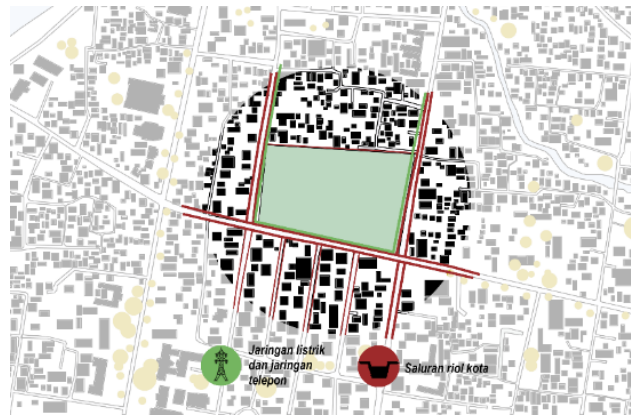 Jaringan listrik
dan jaringan
telepon
Saluran riol kota